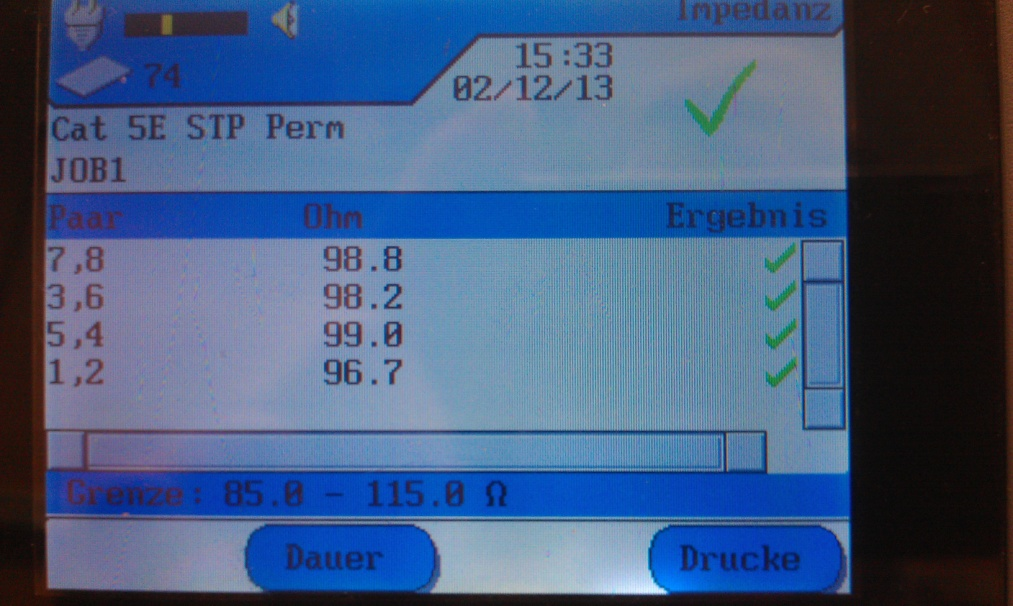 Impedanz
74
15:33
02/12/13
Cat 5E STP Perm
JOB1
Paar Ohm Ergebnis
7,8 98.8
3,6 98.2
5,4 99.0
1,2 96.7
Grenze: 85.0 - 115.0 Ω
Dauer Drucke